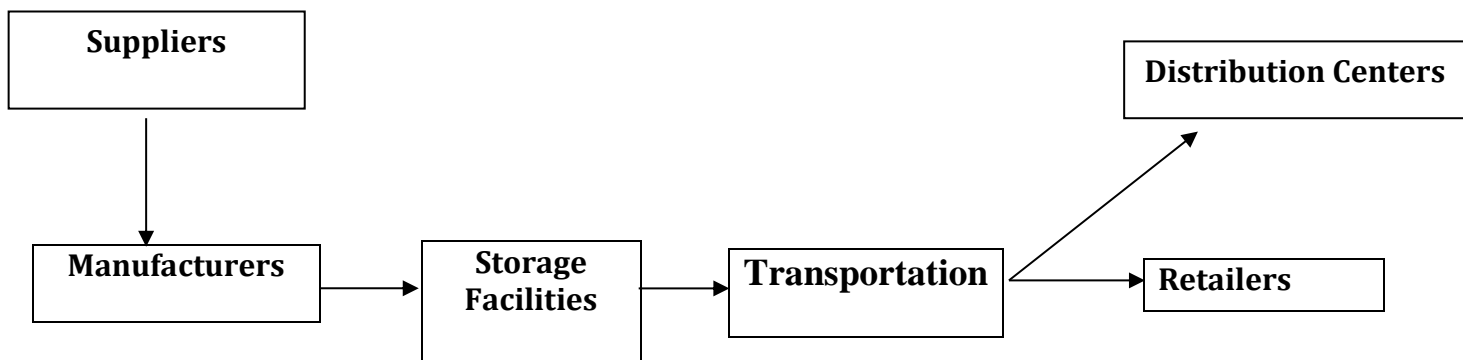 Suppliers
Distribution Centers
Manufacturers
Storage
Facilities
Transportation
Retailers